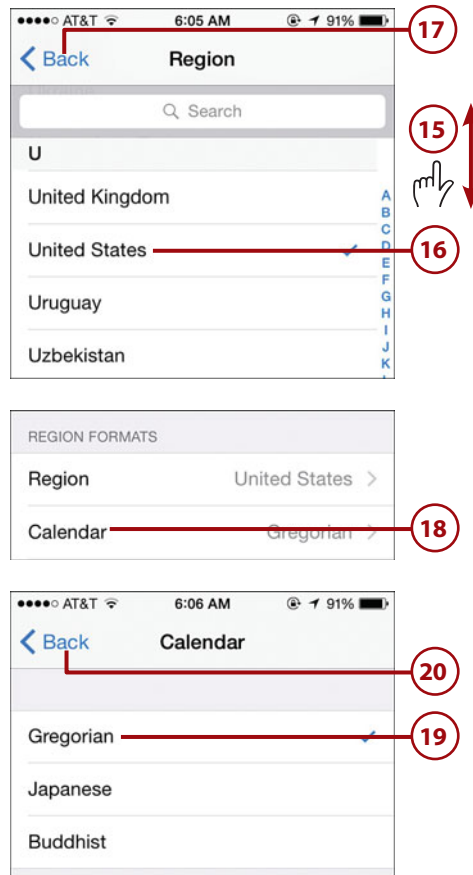 ●●●●○ AT&T 6:05 AM 91%
17
Back Region
Search
15
U
United Kingdom
United States
16
Uruguay
Uzbekistan
A
B
C
D
E
F
G
H
I
J
K
REGION FORMATS
Region United States >
Calendar Gregorian >
18
●●●●○ AT&T 6:06 AM 91%
Back Calendar
20
Gregorian
19
Japanese
Buddhist